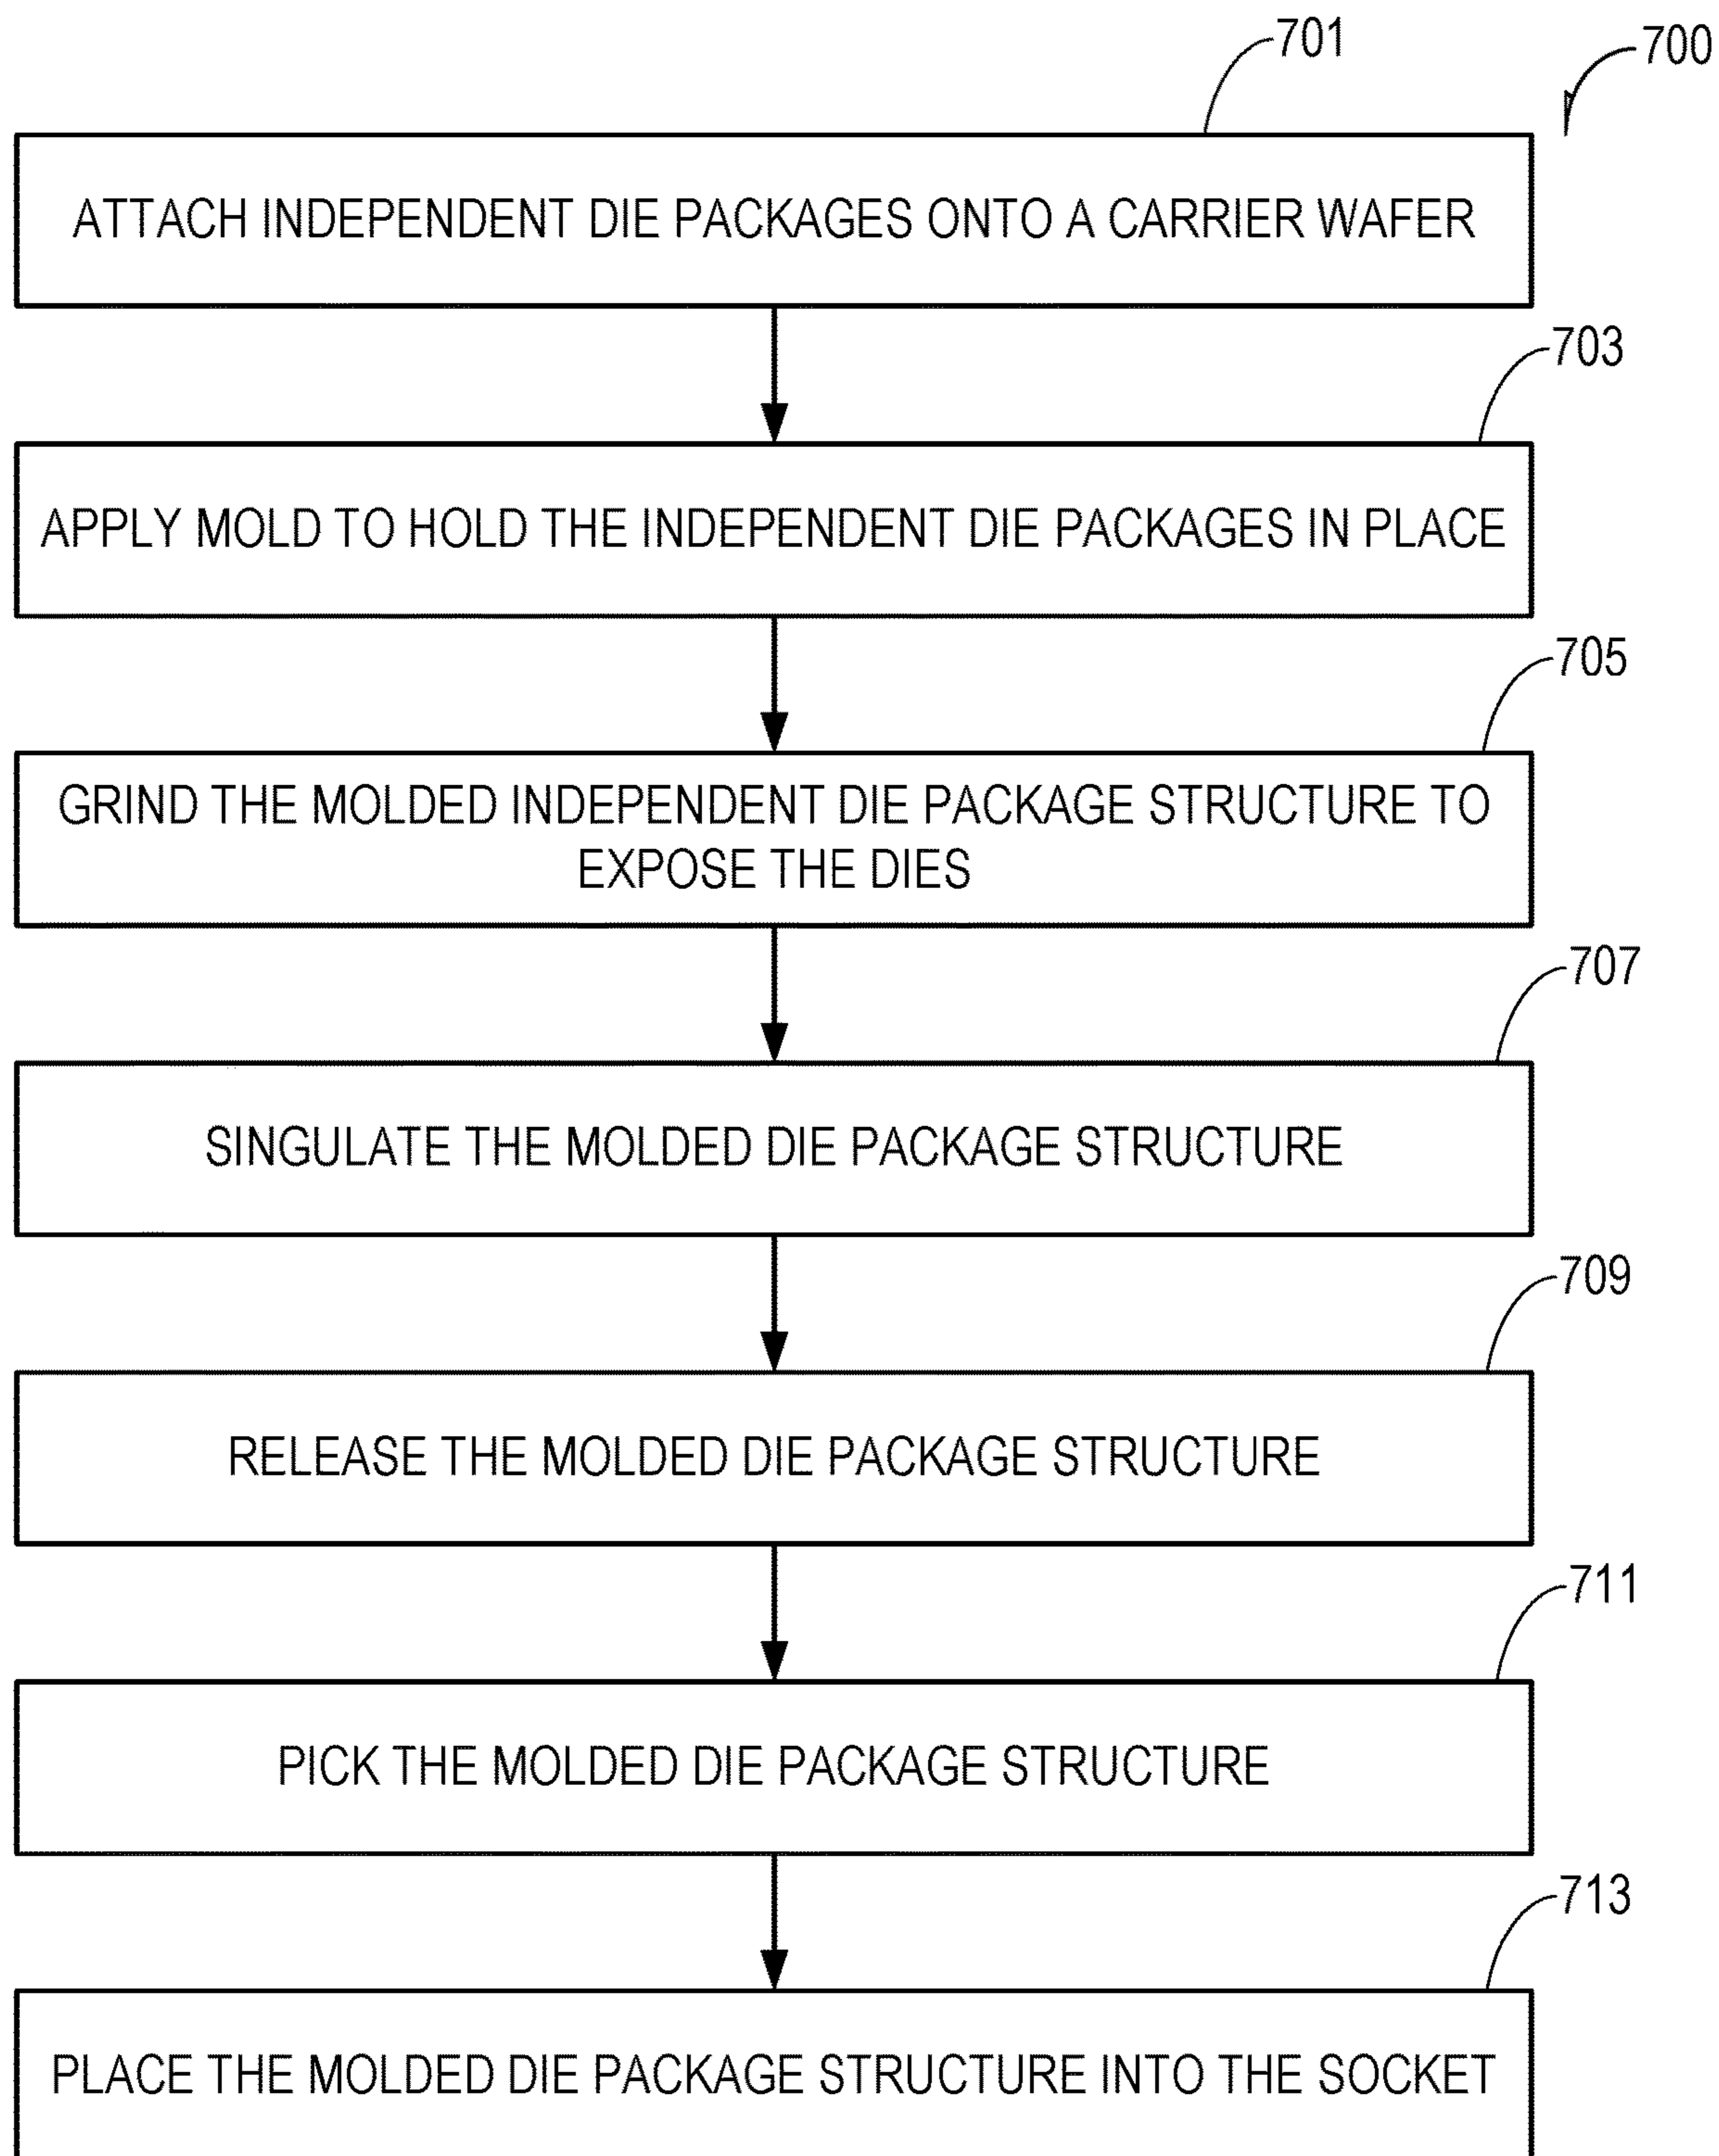 701
700
ATTACH INDEPENDENT DIE PACKAGES ONTO A CARRIER WAFER
703
APPLY MOLD TO HOLD THE INDEPENDENT DIE PACKAGES IN PLACE
705
GRIND THE MOLDED INDEPENDENT DIE PACKAGE STRUCTURE TO
EXPOSE THE DIES
707
SINGULATE THE MOLDED DIE PACKAGE STRUCTURE
709
RELEASE THE MOLDED DIE PACKAGE STRUCTURE
711
PICK THE MOLDED DIE PACKAGE STRUCTURE
713
PLACE THE MOLDED DIE PACKAGE STRUCTURE INTO THE SOCKET